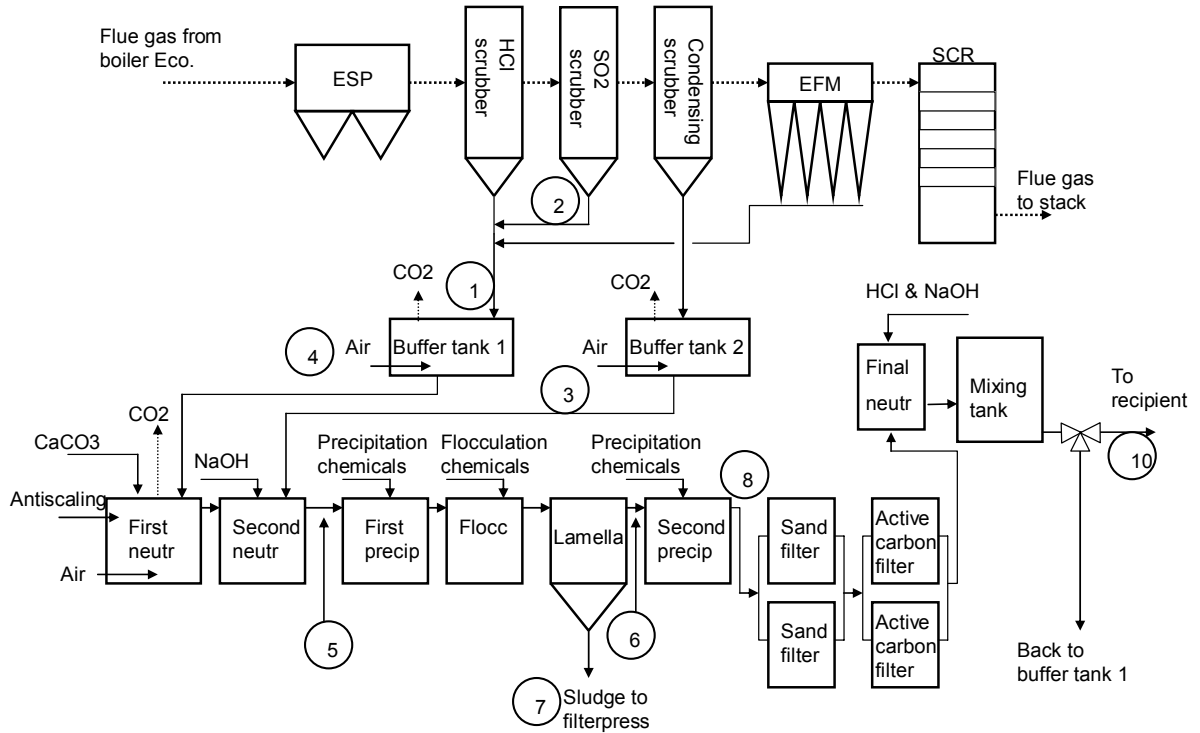 Flue gas from
boiler Eco.
ESP
HCl
scrubber
SO2
scrubber
Condensing
scrubber
EFM
SCR
Flue gas
to stack
2
1
CO2
CO2
HCl & NaOH
4
Air
Buffer tank 1
Air
Buffer tank 2
3
Final
neutr
Mixing
tank
To
recipient
10
CaCO3
CO2
NaOH
Precipitation
chemicals
Flocculation
chemicals
Precipitation
chemicals
8
Antiscaling
First
neutr
Air
Second
neutr
First
precip
Flocc
Lamella
Second
precip
Sand
filter
Active
carbon
filter
5
6
Sand
filter
Active
carbon
filter
Back to
buffer tank 1
7
Sludge to
filterpress